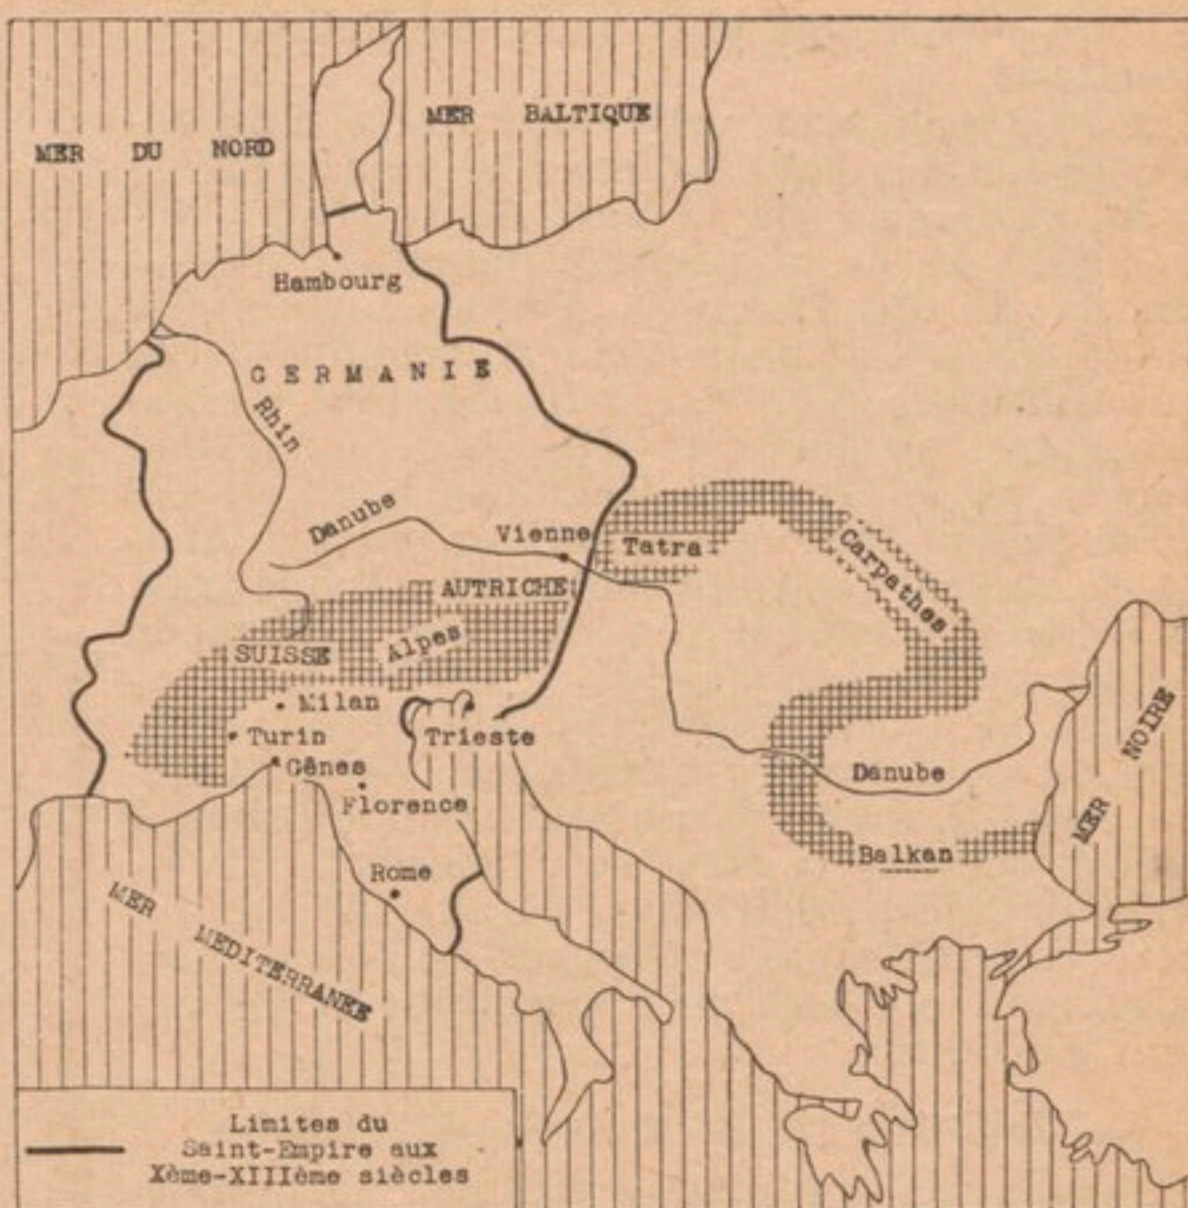 MER BALTIQUE
MER DU NORD
Hambourg
GERMANIE
Rhin
Danube
Vienne
Tatra
Carpathes
AUTRICHE
Alpes
SUISSE
Milan
Turin
Trieste
Gênes
Florence
Danube
MER NOIRE
Balkan
Rome
MER MEDITERRANEE
Limites du
Saint-Empire aux
Xème-XIIIème siècles